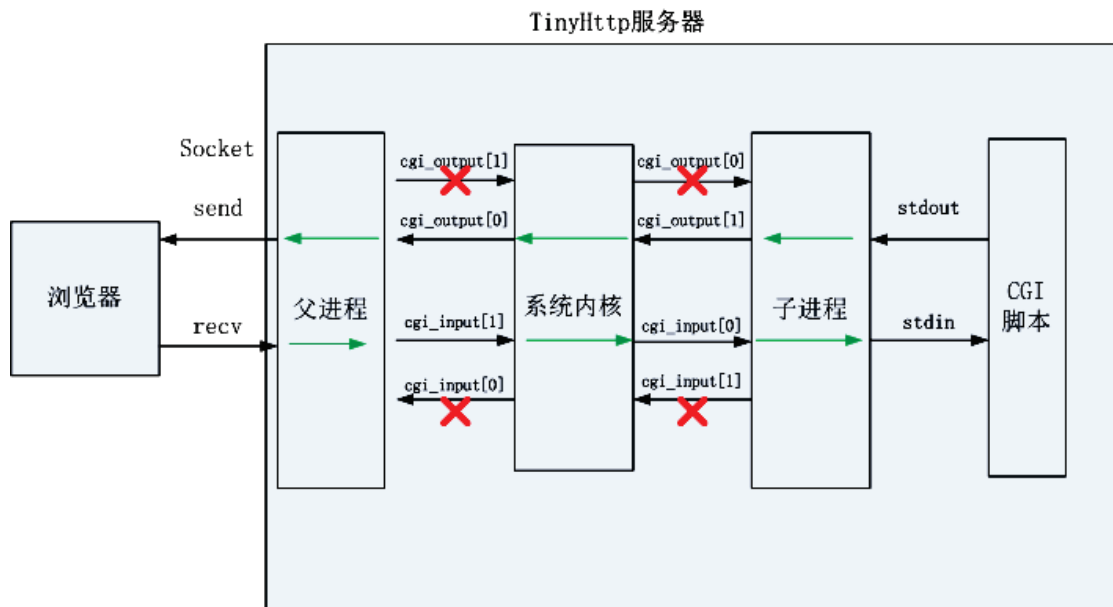 TinyHttp服务器
Socket
cgi_output[1]
cgi_output[0]
send
cgi_output[0]
cgi_output[1]
stdout
浏览器
父进程
系统内核
子进程
CGI
脚本
recv
cgi_input[1]
cgi_input[0]
stdin
cgi_input[0]
cgi_input[1]